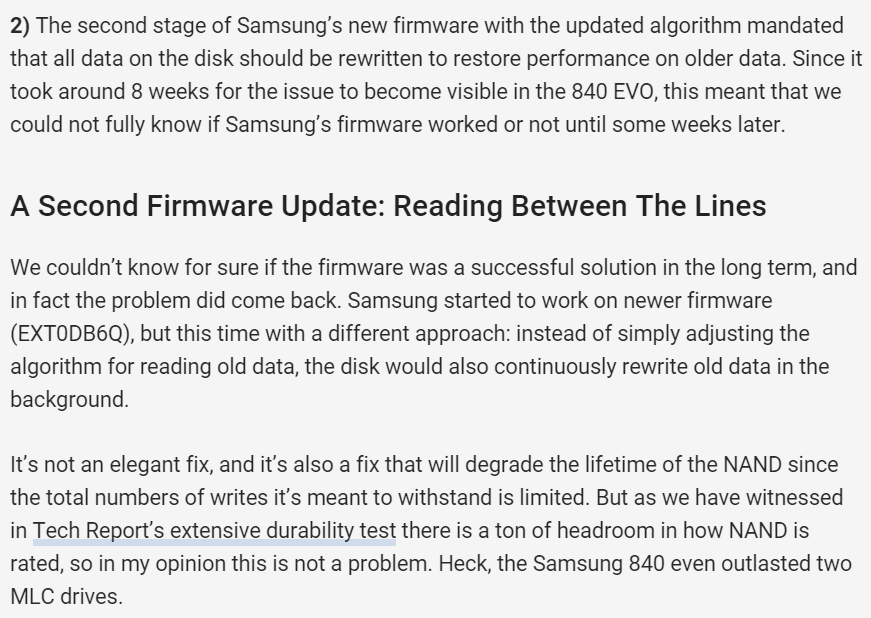 2) The second stage of Samsung’s new firmware with the updated algorithm mandated
that all data on the disk should be rewritten to restore performance on older data. Since it
took around 8 weeks for the issue to become visible in the 840 EVO, this meant that we
could not fully know if Samsung’s firmware worked or not until some weeks later.
A Second Firmware Update: Reading Between The Lines
We couldn’t know for sure if the firmware was a successful solution in the long term, and
in fact the problem did come back. Samsung started to work on newer firmware
(EXT0DB6Q), but this time with a different approach: instead of simply adjusting the
algorithm for reading old data, the disk would also continuously rewrite old data in the
background.
It’s not an elegant fix, and it’s also a fix that will degrade the lifetime of the NAND since
the total numbers of writes it’s meant to withstand is limited. But as we have witnessed
in Tech Report’s extensive durability test there is a ton of headroom in how NAND is
rated, so in my opinion this is not a problem. Heck, the Samsung 840 even outlasted two
MLC drives.